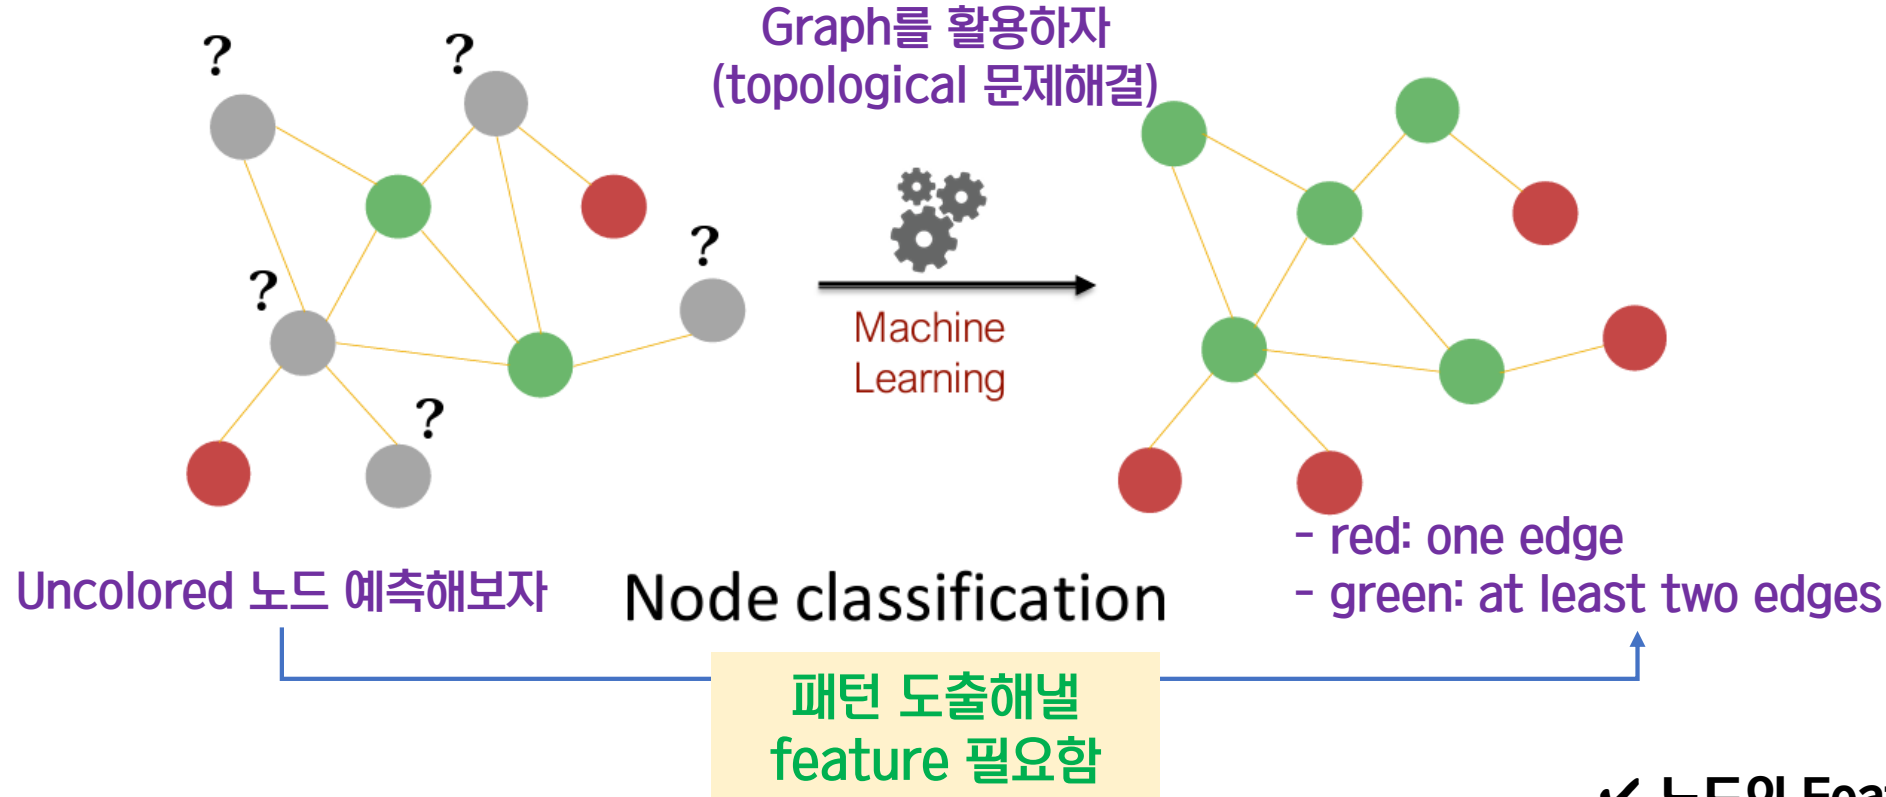 Graph를 활용하자
(topological 문제해결)
?
?
?
?
?
Machine
Learning
- red: one edge
- green: at least two edges
Uncolored 노드 예측해보자
Node classification
패턴 도출해낼
feature 필요함